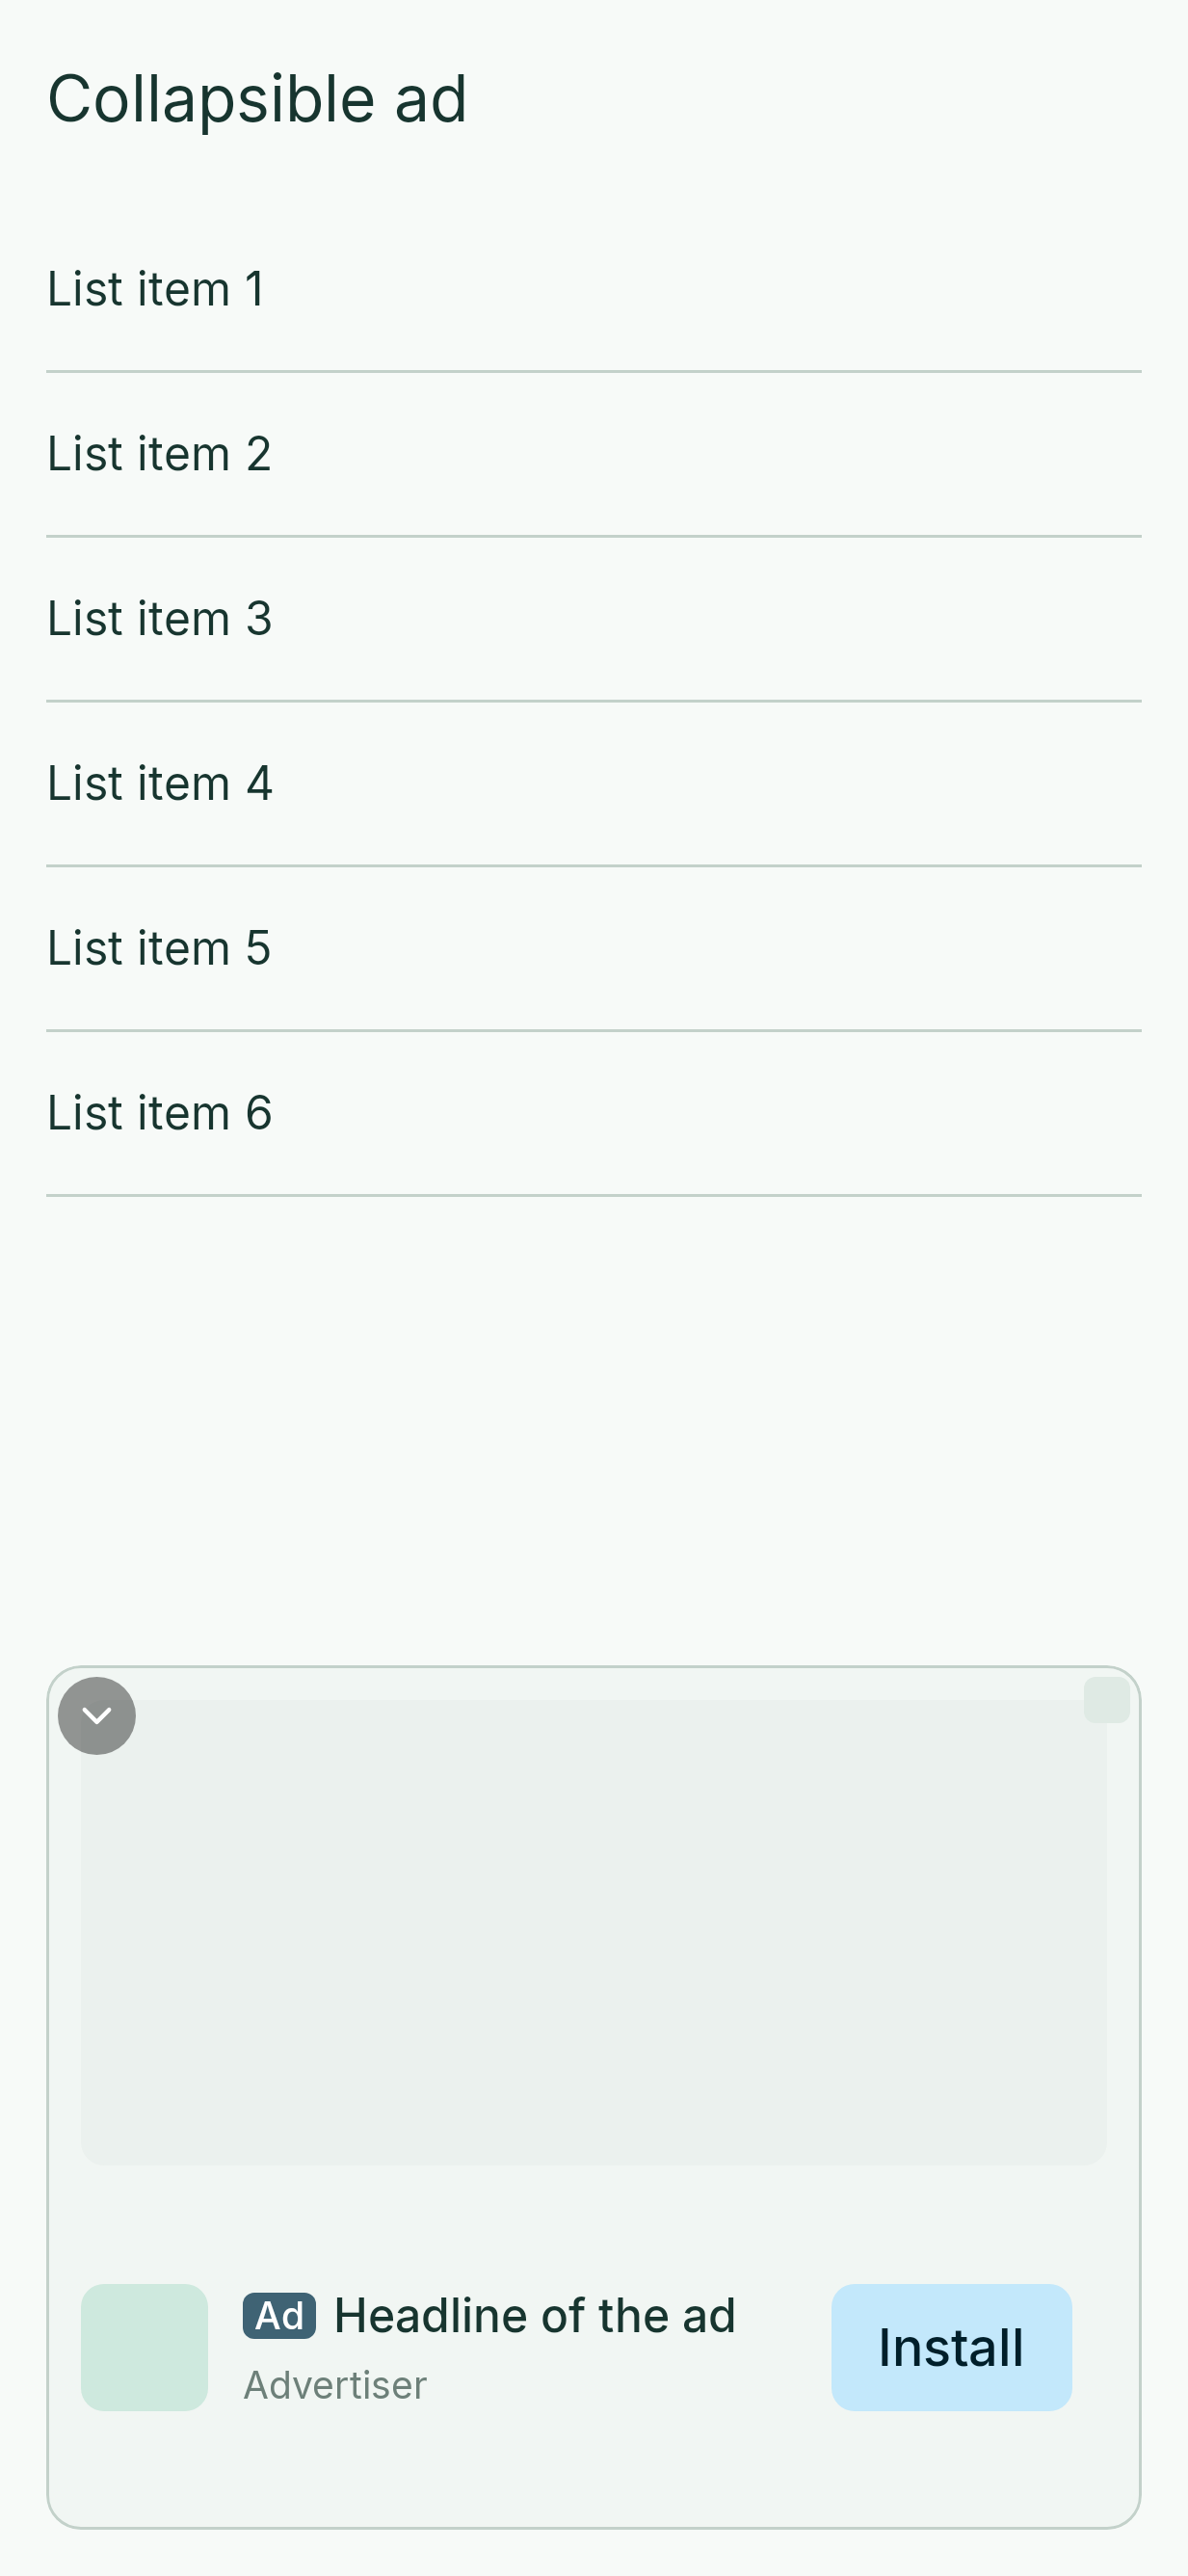 Collapsible ad
List item 1
List item 2
List item 3
List item 4
List item 5
List item 6
Ad Headline of the ad
Advertiser
Install